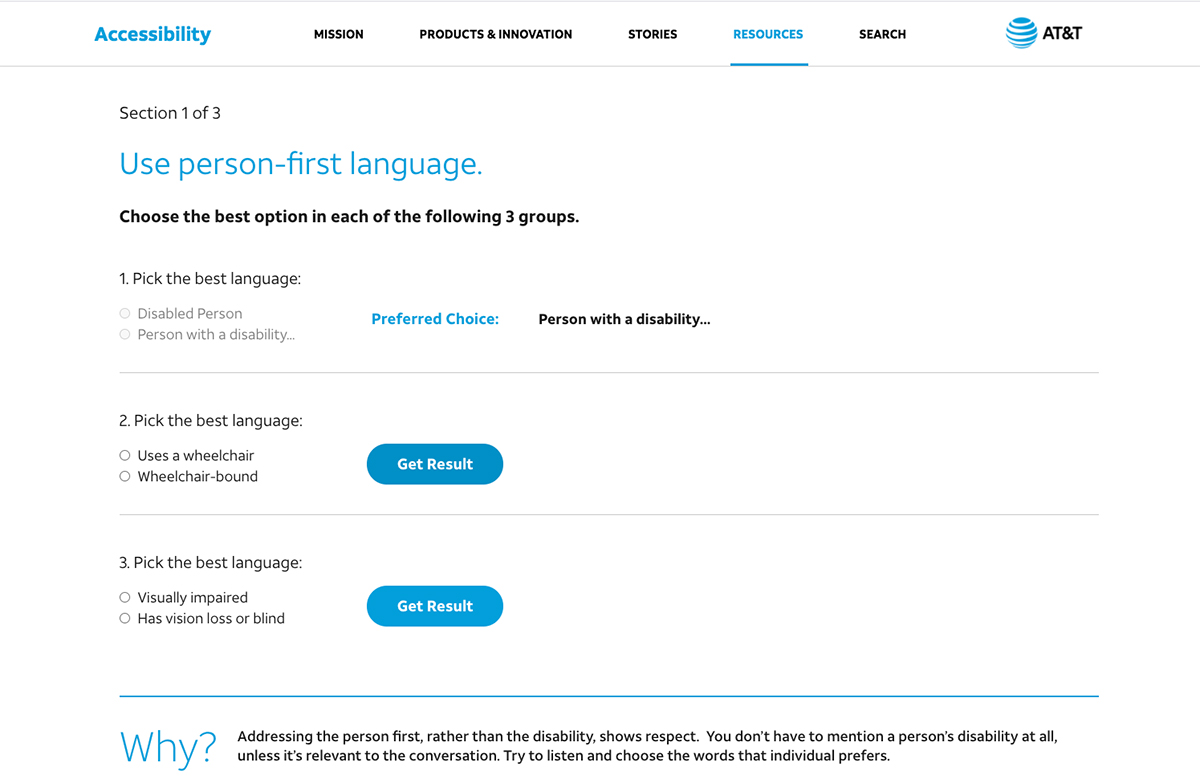 Accessibility MISSION PRODUCTS & INNOVATION STORIES RESOURCES SEARCH AT&T
Section 1 of 3
Use person-first language.
Choose the best option in each of the following 3 groups.
1. Pick the best language:
Disabled Person
Person with a disability...
Preferred Choice: Person with a disability...
2. Pick the best language:
Uses a wheelchair
Wheelchair-bound
Get Result
3. Pick the best language:
Visually impaired
Has vision loss or blind
Get Result
Why?
Addressing the person first, rather than the disability, shows respect.  You don't have to mention a person's disability at all,
unless it's relevant to the conversation. Try to listen and choose the words that individual prefers.